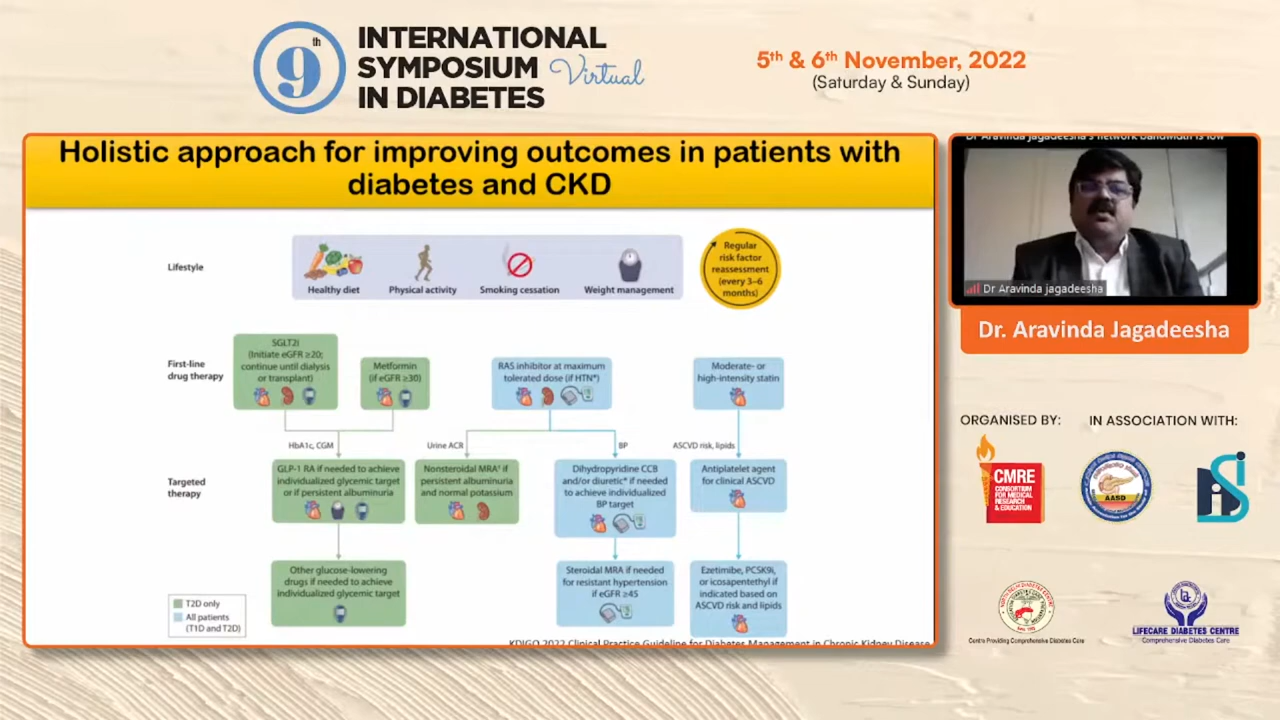 9th
INTERNATIONAL
SYMPOSIUM Virtual
IN DIABETES
5th & 6th November, 2022
(Saturday & Sunday)
Holistic approach for improving outcomes in patients with
diabetes and CKD
Lifestyle
Healthy diet
Physical activity
Smoking cessation
Weight management
Regular
risk factor
reassessment
(every 3–6
months)
First-line
drug therapy
SGLT2i
(Initiate eGFR ≥20;
continue until dialysis
or transplant)
Metformin
(if eGFR ≥30)
RAS inhibitor at maximum
tolerated dose (if HTN*)
Moderate- or
high-intensity statin
HbA1c, CGM
Urine ACR
BP
ASCVD risk, lipids
Targeted
therapy
GLP-1 RA if needed to achieve
individualized glycemic target
or if persistent albuminuria
Nonsteroidal MRA† if
persistent albuminuria
and normal potassium
Dihydropyridine CCB
and/or diuretic* if needed
to achieve individualized
BP target
Antiplatelet agent
for clinical ASCVD
Other glucose-lowering
drugs if needed to achieve
individualized glycemic target
Steroidal MRA if needed
for resistant hypertension
if eGFR ≥45
Ezetimibe, PCSK9i,
or icosapentethyl if
indicated based on
ASCVD risk and lipids
T2D only
All patients
(T1D and T2D)
KDIGO 2022 Clinical Practice Guideline for Diabetes Management in Chronic Kidney Disease
Dr Aravinda Jagadeesha's network bandwidth is low
Dr Aravinda jagadeesha
Dr. Aravinda Jagadeesha
ORGANISED BY:
IN ASSOCIATION WITH:
CMRE
CONSORTIUM
FOR MEDICAL
RESEARCH
& EDUCATION
AASD
Centre Providing Comprehensive Diabetes Care
LIFECARE DIABETES CENTRE
Comprehensive Diabetes Care